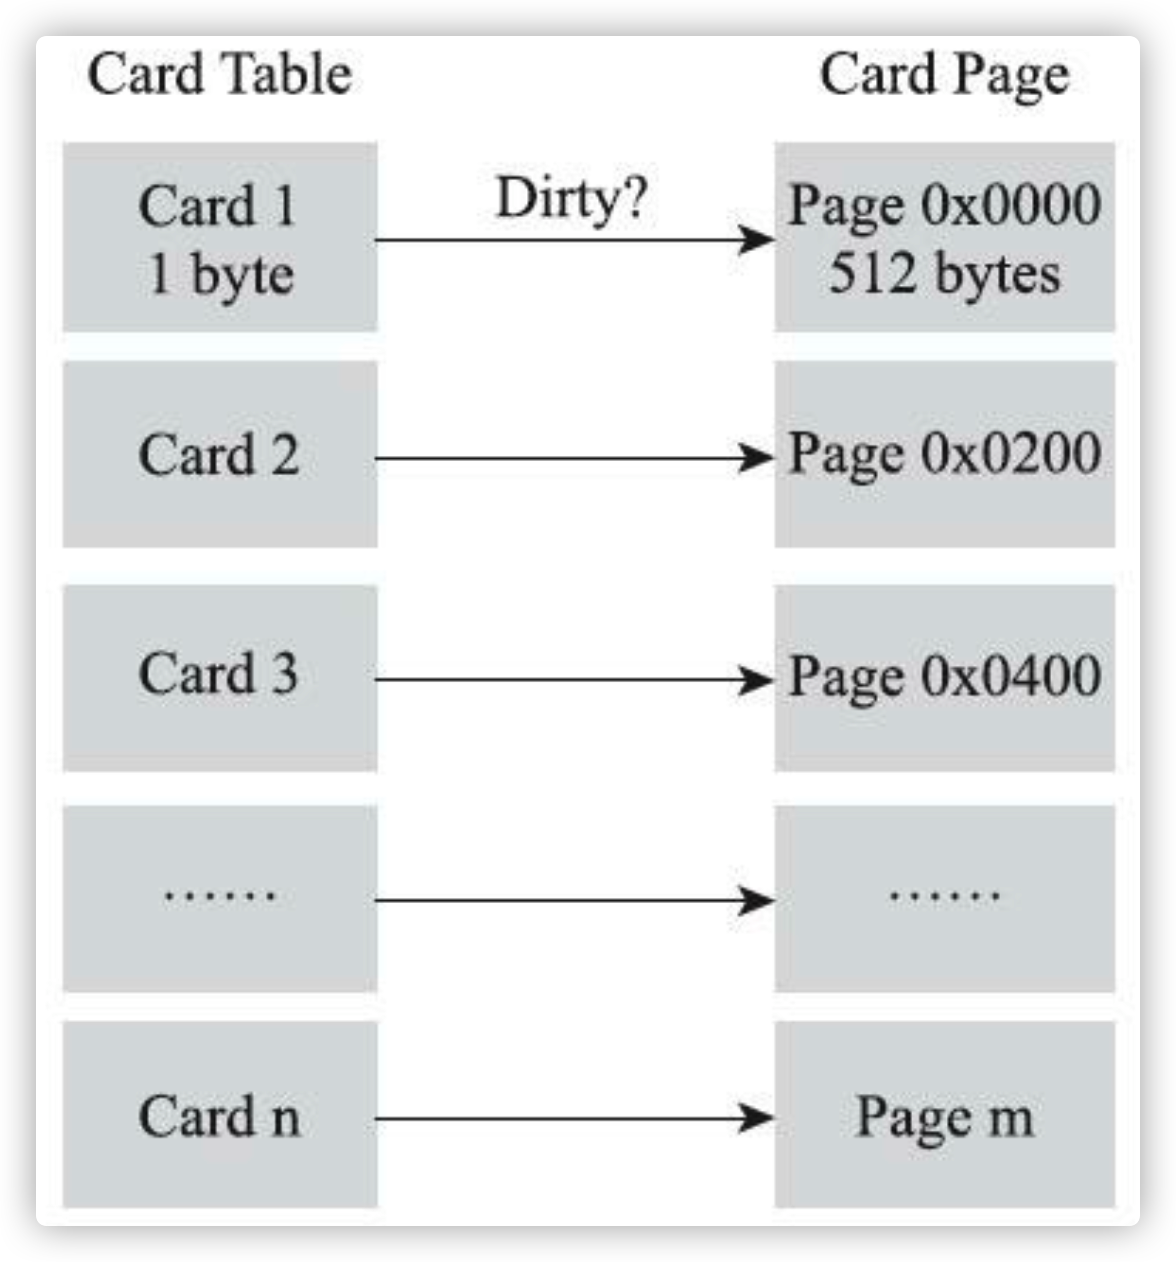 Card Table
Card Page
Card 1
1 byte
Dirty?
Page 0x0000
512 bytes
Card 2
Page 0x0200
Card 3
Page 0x0400
······
······
Card n
Page m